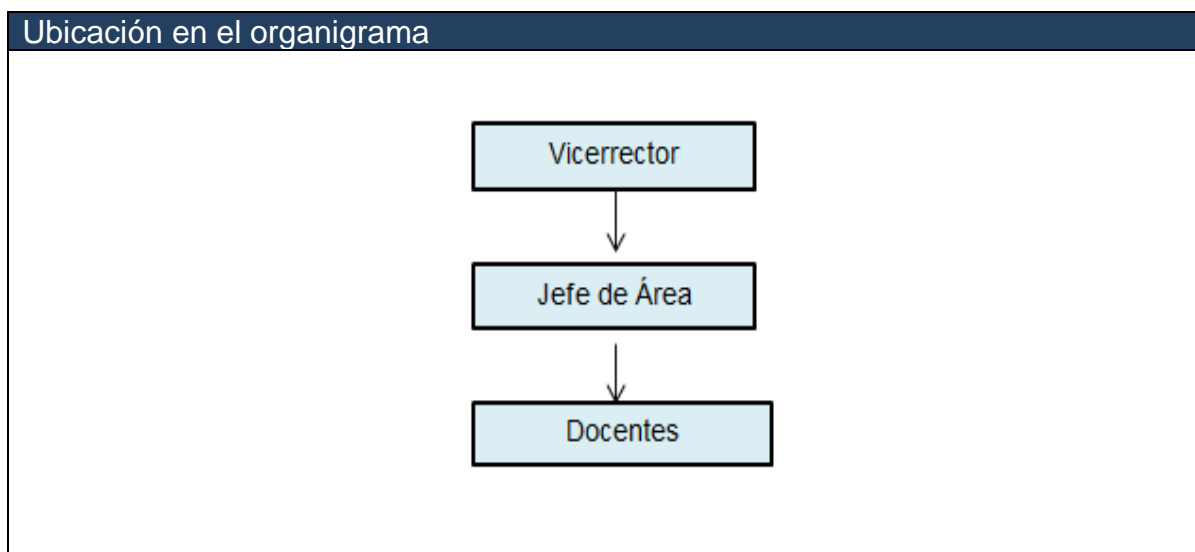 Ubicación en el organigrama
Vicerrector
Jefe de Área
Docentes